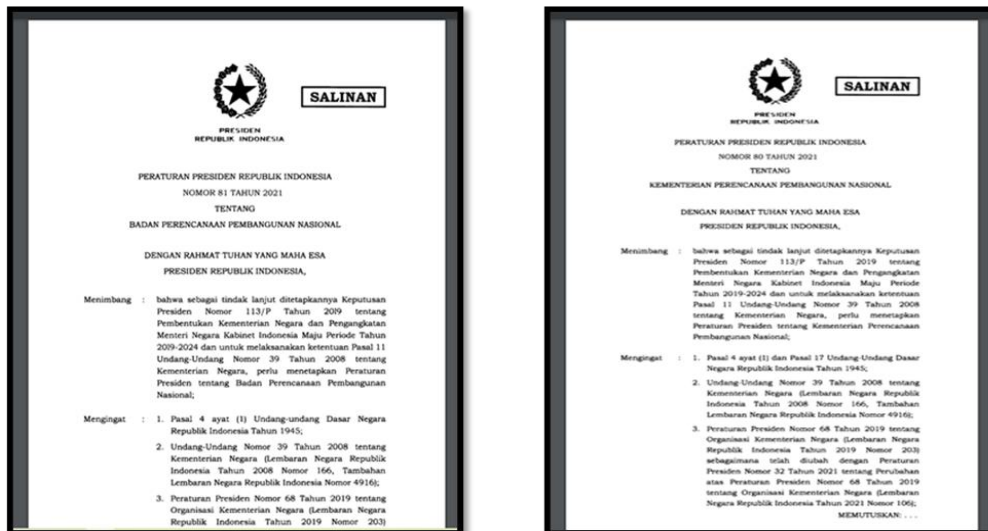 SALINAN
PRESIDEN
REPUBLIK INDONESIA
PERATURAN PRESIDEN REPUBLIK INDONESIA
NOMOR 81 TAHUN 2021
TENTANG
BADAN PERENCANAAN PEMBANGUNAN NASIONAL
DENGAN RAHMAT TUHAN YANG MAHA ESA
PRESIDEN REPUBLIK INDONESIA,
Menimbang : bahwa sebagai tindak lanjut ditetapkannya Keputusan
Presiden Nomor 113/P Tahun 2019 tentang
Pembentukan Kementerian Negara dan Pengangkatan
Menteri Negara Kabinet Indonesia Maju Periode Tahun
2019-2024 dan untuk melaksanakan ketentuan Pasal 11
Undang-Undang Nomor 39 Tahun 2008 tentang
Kementerian Negara, perlu menetapkan Peraturan
Presiden tentang Badan Perencanaan Pembangunan
Nasional;
Mengingat : 1. Pasal 4 ayat (1) Undang-undang Dasar Negara
Republik Indonesia Tahun 1945;
2. Undang-Undang Nomor 39 Tahun 2008 tentang
Kementerian Negara (Lembaran Negara Republik
Indonesia Tahun 2008 Nomor 166, Tambahan
Lembaran Negara Republik Indonesia Nomor 4916);
3. Peraturan Presiden Nomor 68 Tahun 2019 tentang
Organisasi Kementerian Negara (Lembaran Negara
Republik Indonesia Tahun 2019 Nomor 203)
SALINAN
PRESIDEN
REPUBLIK INDONESIA
PERATURAN PRESIDEN REPUBLIK INDONESIA
NOMOR 80 TAHUN 2021
TENTANG
KEMENTERIAN PERENCANAAN PEMBANGUNAN NASIONAL
DENGAN RAHMAT TUHAN YANG MAHA ESA
PRESIDEN REPUBLIK INDONESIA,
Menimbang : bahwa sebagai tindak lanjut ditetapkannya Keputusan
Presiden Nomor 113/P Tahun 2019 tentang
Pembentukan Kementerian Negara dan Pengangkatan
Menteri Negara Kabinet Indonesia Maju Periode
Tahun 2019-2024 dan untuk melaksanakan ketentuan
Pasal 11 Undang-Undang Nomor 39 Tahun 2008
tentang Kementerian Negara, perlu menetapkan
Peraturan Presiden tentang Kementerian Perencanaan
Pembangunan Nasional;
Mengingat : 1. Pasal 4 ayat (1) dan Pasal 17 Undang-Undang Dasar
Negara Republik Indonesia Tahun 1945;
2. Undang-Undang Nomor 39 Tahun 2008 tentang
Kementerian Negara (Lembaran Negara Republik
Indonesia Tahun 2008 Nomor 166, Tambahan
Lembaran Negara Republik Indonesia Nomor 4916);
3. Peraturan Presiden Nomor 68 Tahun 2019 tentang
Organisasi Kementerian Negara (Lembaran Negara
Republik Indonesia Tahun 2019 Nomor 203)
sebagaimana telah diubah dengan Peraturan
Presiden Nomor 32 Tahun 2021 tentang Perubahan
atas Peraturan Presiden Nomor 68 Tahun 2019
tentang Organisasi Kementerian Negara (Lembaran
Negara Republik Indonesia Tahun 2021 Nomor 106);
MEMUTUSKAN: . . .